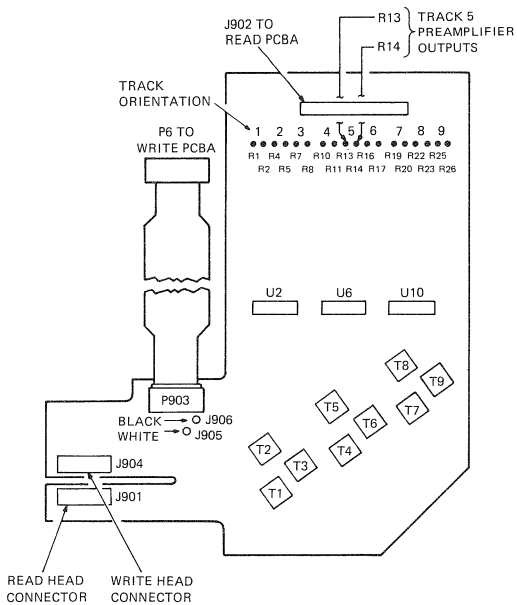 R13
R14
TRACK 5
PREAMPLIFIER
OUTPUTS
J902 TO
READ PCBA
TRACK
ORIENTATION
P6 TO
WRITE PCBA
1 2 3 4 5 6 7 8 9
R1 R4 R7 R10 R13 R16 R19 R22 R25
R2 R5 R8 R11 R14 R17 R20 R23 R26
U2 U6 U10
T8
T9
T7
T5
T6
T4
T2
T3
T1
P903
BLACK J906
WHITE J905
J904
J901
READ HEAD
CONNECTOR
WRITE HEAD
CONNECTOR